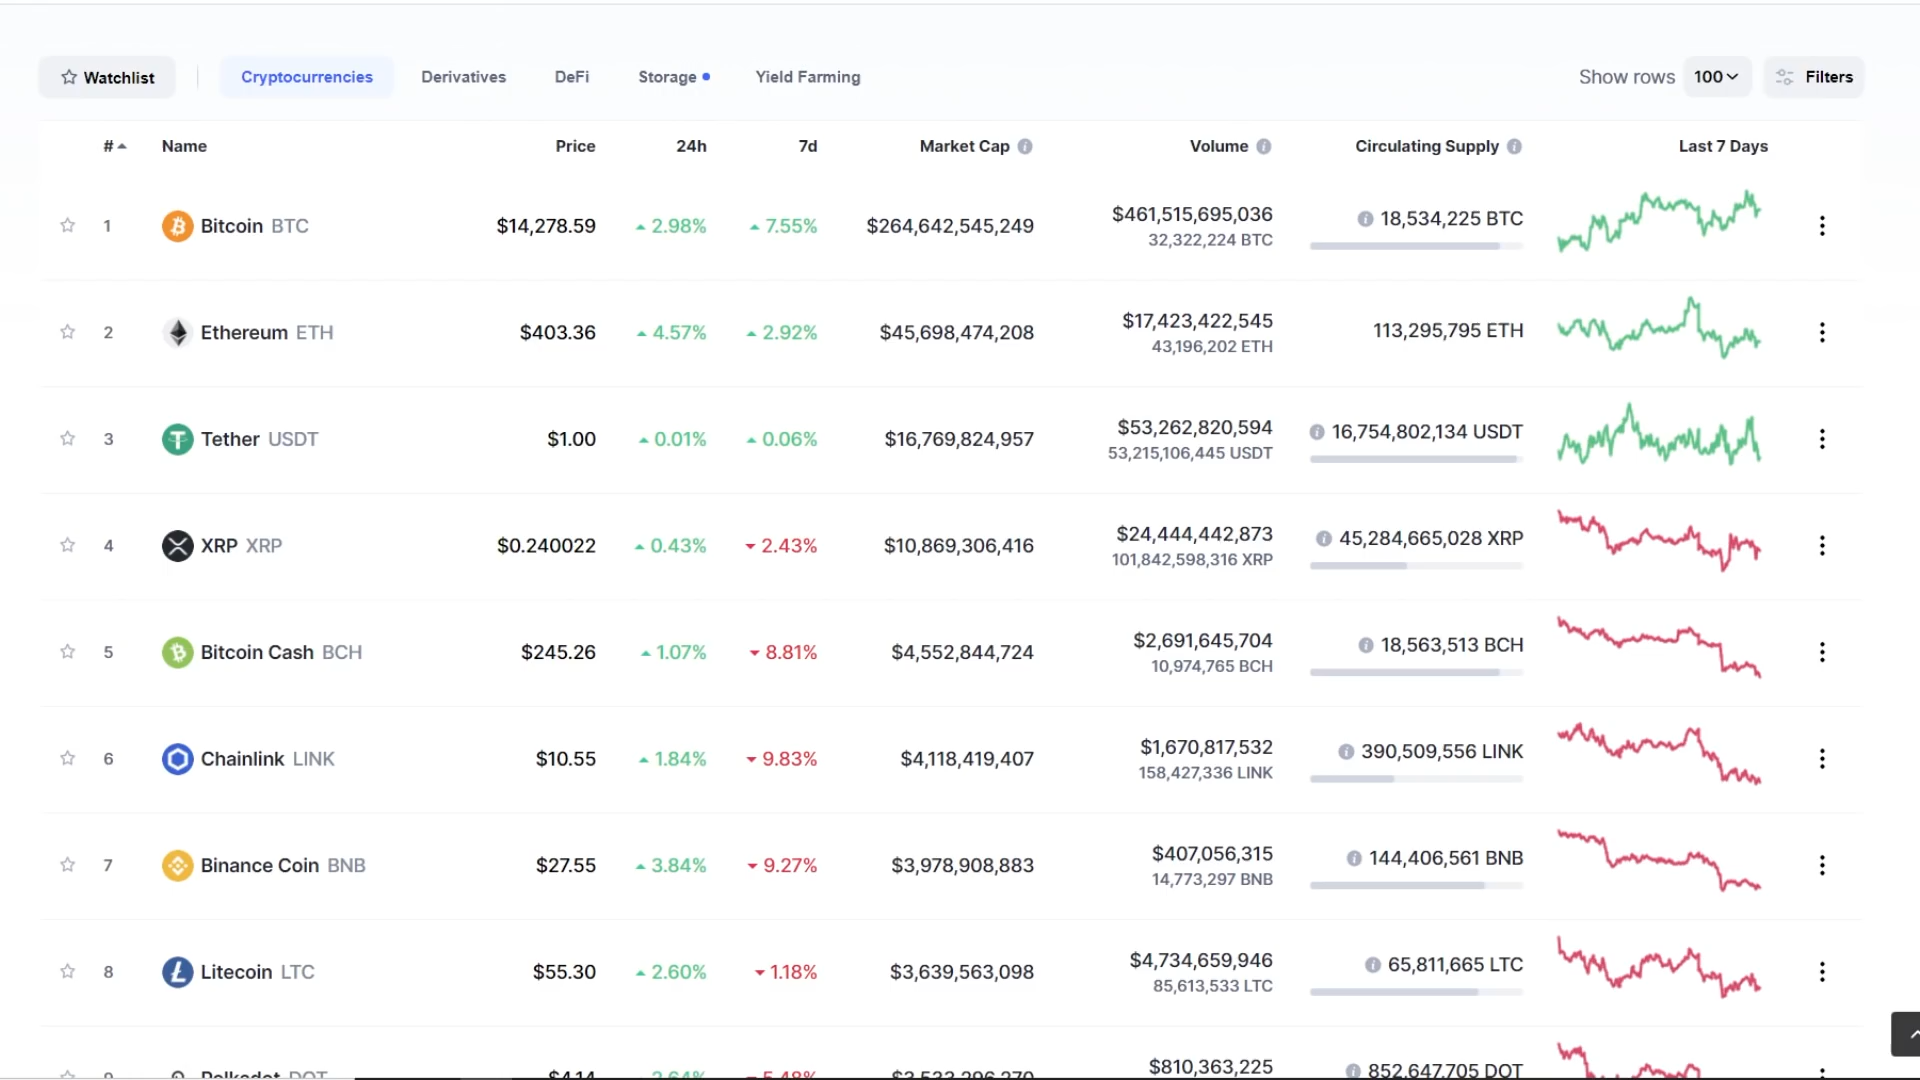 Watchlist Cryptocurrencies Derivatives DeFi Storage Yield Farming Show rows 100 Filters
# Name Price 24h 7d Market Cap Volume Circulating Supply Last 7 Days
1 Bitcoin BTC $14,278.59 2.98% 7.55% $264,642,545,249 $461,515,695,036 18,534,225 BTC
32,322,224 BTC
2 Ethereum ETH $403.36 4.57% 2.92% $45,698,474,208 $17,423,422,545 113,295,795 ETH
43,196,202 ETH
3 Tether USDT $1.00 0.01% 0.06% $16,769,824,957 $53,262,820,594 16,754,802,134 USDT
53,215,106,445 USDT
4 XRP XRP $0.240022 0.43% 2.43% $10,869,306,416 $24,444,442,873 45,284,665,028 XRP
101,842,598,316 XRP
5 Bitcoin Cash BCH $245.26 1.07% 8.81% $4,552,844,724 $2,691,645,704 18,563,513 BCH
10,974,765 BCH
6 Chainlink LINK $10.55 1.84% 9.83% $4,118,419,407 $1,670,817,532 390,509,556 LINK
158,427,336 LINK
7 Binance Coin BNB $27.55 3.84% 9.27% $3,978,908,883 $407,056,315 144,406,561 BNB
14,773,297 BNB
8 Litecoin LTC $55.30 2.60% 1.18% $3,639,563,098 $4,734,659,946 65,811,665 LTC
85,613,533 LTC
9 Polkadot DOT $4.14 2.64% 5.48% $810,363,225 852,647,705 DOT